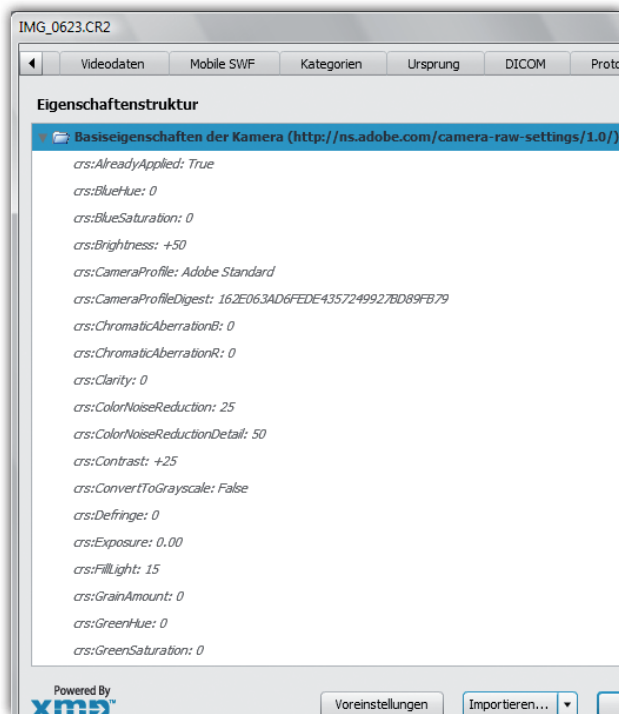 IMG_0623.CR2
Videodaten Mobile SWF Kategorien Ursprung DICOM Proto
Eigenschaftenstruktur
Basiseigenschaften der Kamera (http://ns.adobe.com/camera-raw-settings/1.0/)
crs:AlreadyApplied: True
crs:BlueHue: 0
crs:BlueSaturation: 0
crs:Brightness: +50
crs:CameraProfile: Adobe Standard
crs:CameraProfileDigest: 162E063AD6FEDE4357249927BD89FB79
crs:ChromaticAberrationB: 0
crs:ChromaticAberrationR: 0
crs:Clarity: 0
crs:ColorNoiseReduction: 25
crs:ColorNoiseReductionDetail: 50
crs:Contrast: +25
crs:ConvertToGrayscale: False
crs:Defringe: 0
crs:Exposure: 0.00
crs:FillLight: 15
crs:GrainAmount: 0
crs:GreenHue: 0
crs:GreenSaturation: 0
Powered By
xmp™
Voreinstellungen Importieren...